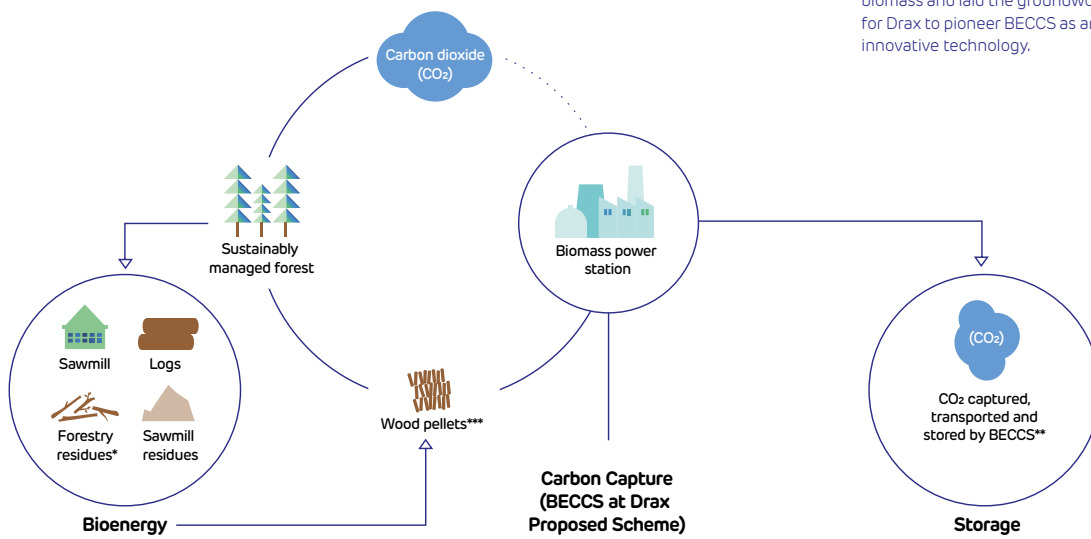 biomass and laid the groundwo
for Drax to pioneer BECCS as an
innovative technology.
Carbon dioxide
(CO₂)
Sustainably
managed forest
Biomass power
station
Sawmill
Logs
Forestry
residues*
Sawmill
residues
Wood pellets***
(CO₂)
CO₂ captured,
transported and
stored by BECCS**
Bioenergy
Carbon Capture
(BECCS at Drax
Proposed Scheme)
Storage